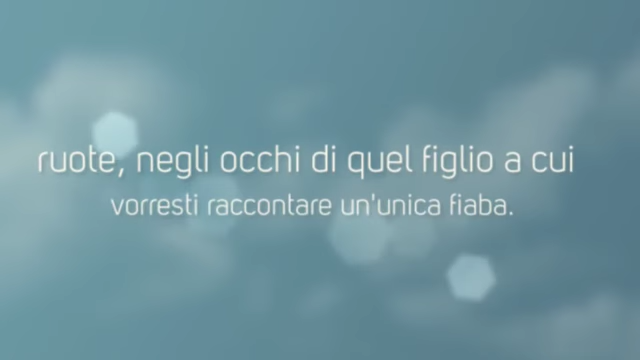 ruote, negli occhi di quel figlio a cui
vorresti raccontare un'unica fiaba.